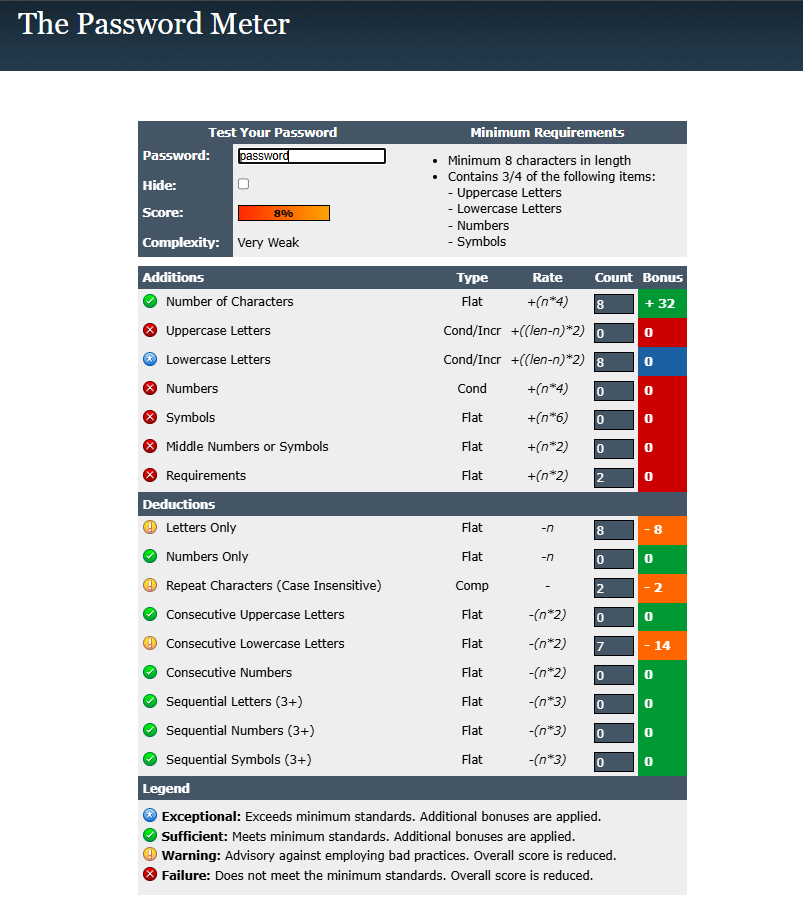 The Password Meter
Test Your Password
Minimum Requirements
Password: password
Hide:
Score: 8%
Complexity: Very Weak
• Minimum 8 characters in length
• Contains 3/4 of the following items:
- Uppercase Letters
- Lowercase Letters
- Numbers
- Symbols
Additions Type Rate Count Bonus
Number of Characters Flat +(n*4) 8 + 32
Uppercase Letters Cond/Incr +((len-n)*2) 0 0
Lowercase Letters Cond/Incr +((len-n)*2) 8 0
Numbers Cond +(n*4) 0 0
Symbols Flat +(n*6) 0 0
Middle Numbers or Symbols Flat +(n*2) 0 0
Requirements Flat +(n*2) 2 0
Deductions
Letters Only Flat -n 8 - 8
Numbers Only Flat -n 0 0
Repeat Characters (Case Insensitive) Comp - 2 - 2
Consecutive Uppercase Letters Flat -(n*2) 0 0
Consecutive Lowercase Letters Flat -(n*2) 7 - 14
Consecutive Numbers Flat -(n*2) 0 0
Sequential Letters (3+) Flat -(n*3) 0 0
Sequential Numbers (3+) Flat -(n*3) 0 0
Sequential Symbols (3+) Flat -(n*3) 0 0
Legend
Exceptional: Exceeds minimum standards. Additional bonuses are applied.
Sufficient: Meets minimum standards. Additional bonuses are applied.
Warning: Advisory against employing bad practices. Overall score is reduced.
Failure: Does not meet the minimum standards. Overall score is reduced.